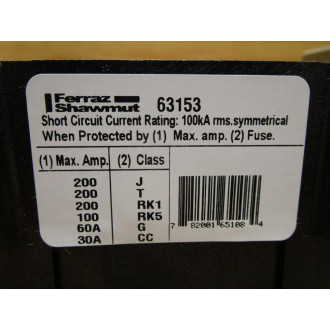 Ferraz
Shawmut 63153
Short Circuit Current Rating: 100kA rms.symmetrical
When Protected by (1) Max. amp. (2) Fuse.
(1) Max. Amp. (2) Class
200 J
200 T
200 RK1
100 RK5
60A G
30A CC
7 82001 65108 4